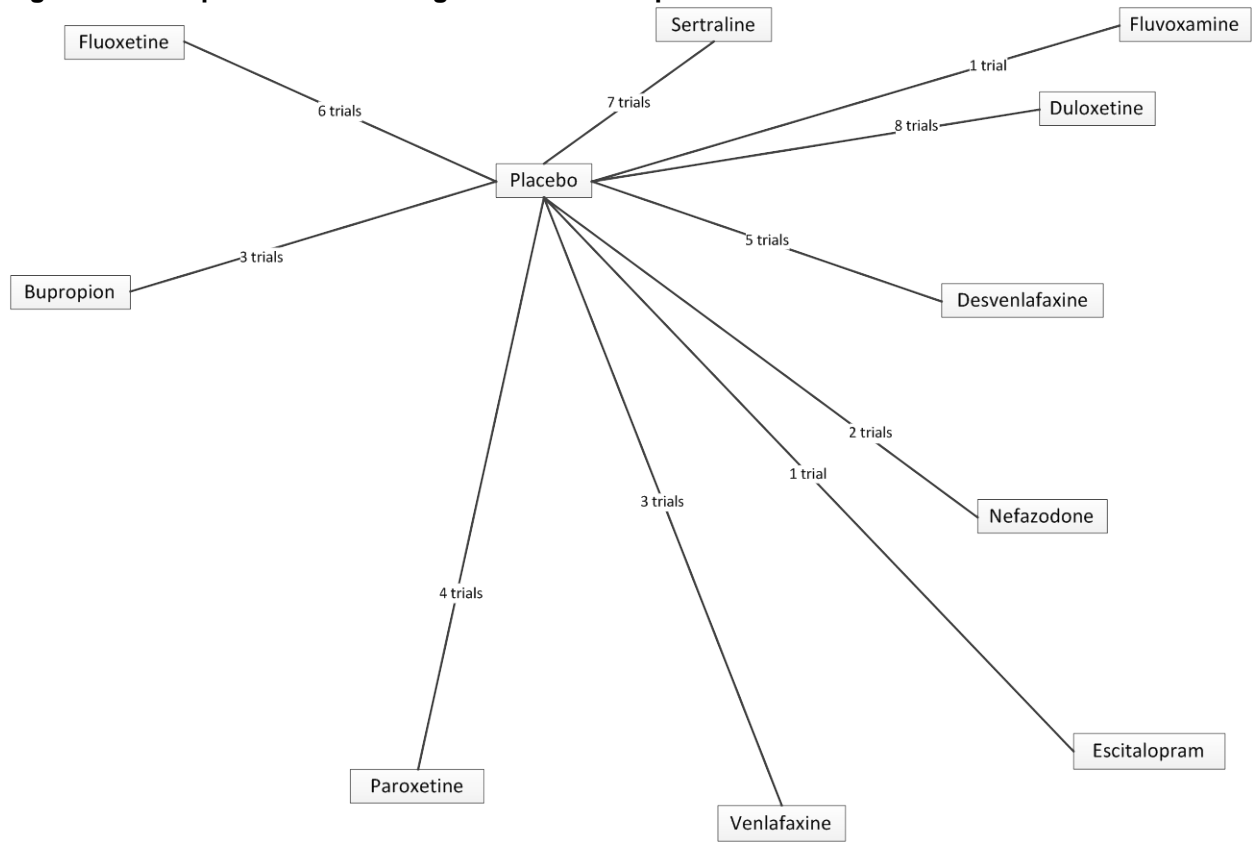 Fluoxetine
Sertraline
Fluvoxamine
1 trial
6 trials
7 trials
Duloxetine
8 trials
Placebo
5 trials
3 trials
Bupropion
Desvenlafaxine
2 trials
1 trial
3 trials
Nefazodone
4 trials
Escitalopram
Paroxetine
Venlafaxine